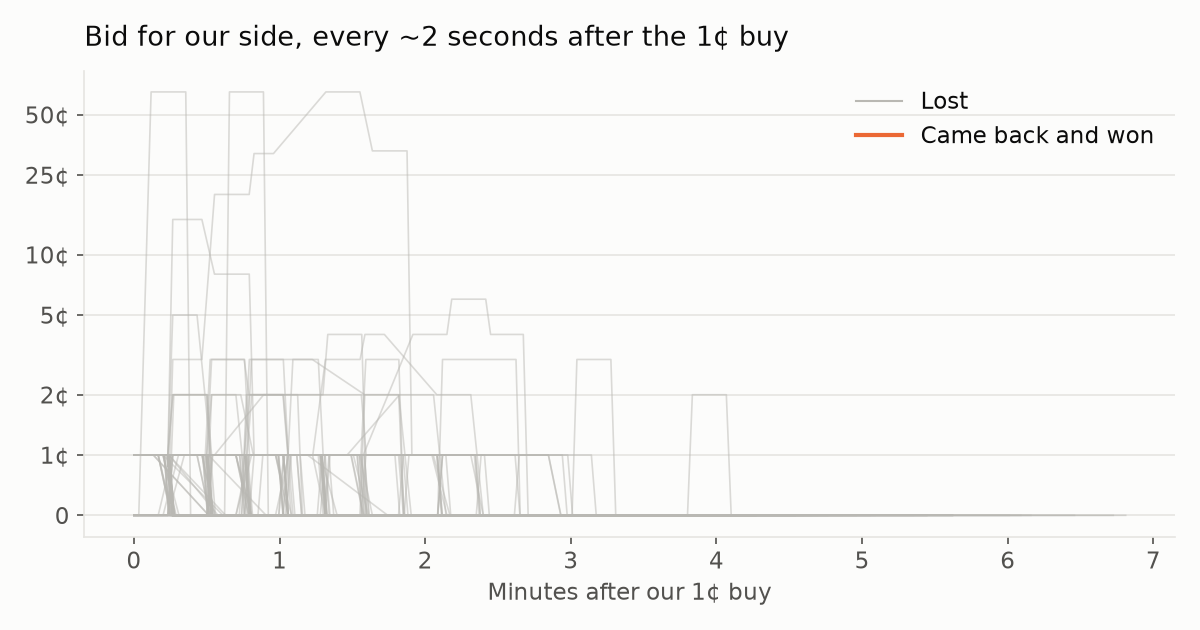 Bid for our side, every ~2 seconds after the 1¢ buy
Lost
Came back and won
50¢
25¢
10¢
5¢
2¢
1¢
0
0 1 2 3 4 5 6 7
Minutes after our 1¢ buy